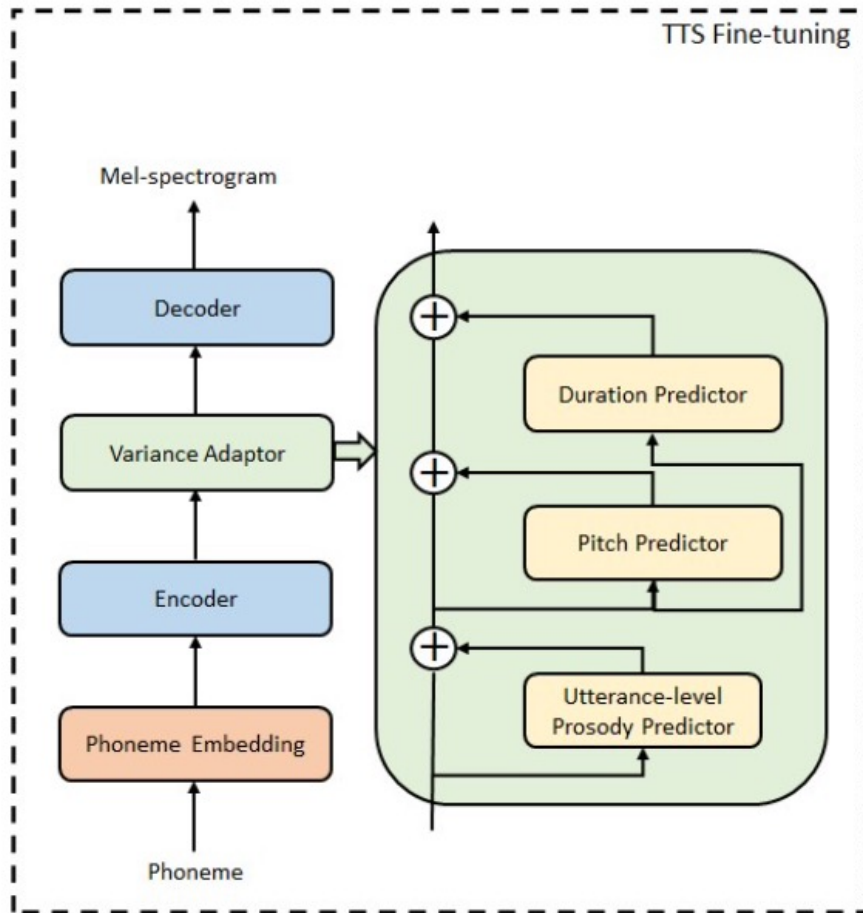 TTS Fine-tuning
Mel-spectrogram
Decoder
Variance Adaptor
Encoder
Phoneme Embedding
Phoneme
Duration Predictor
Pitch Predictor
Utterance-level
Prosody Predictor